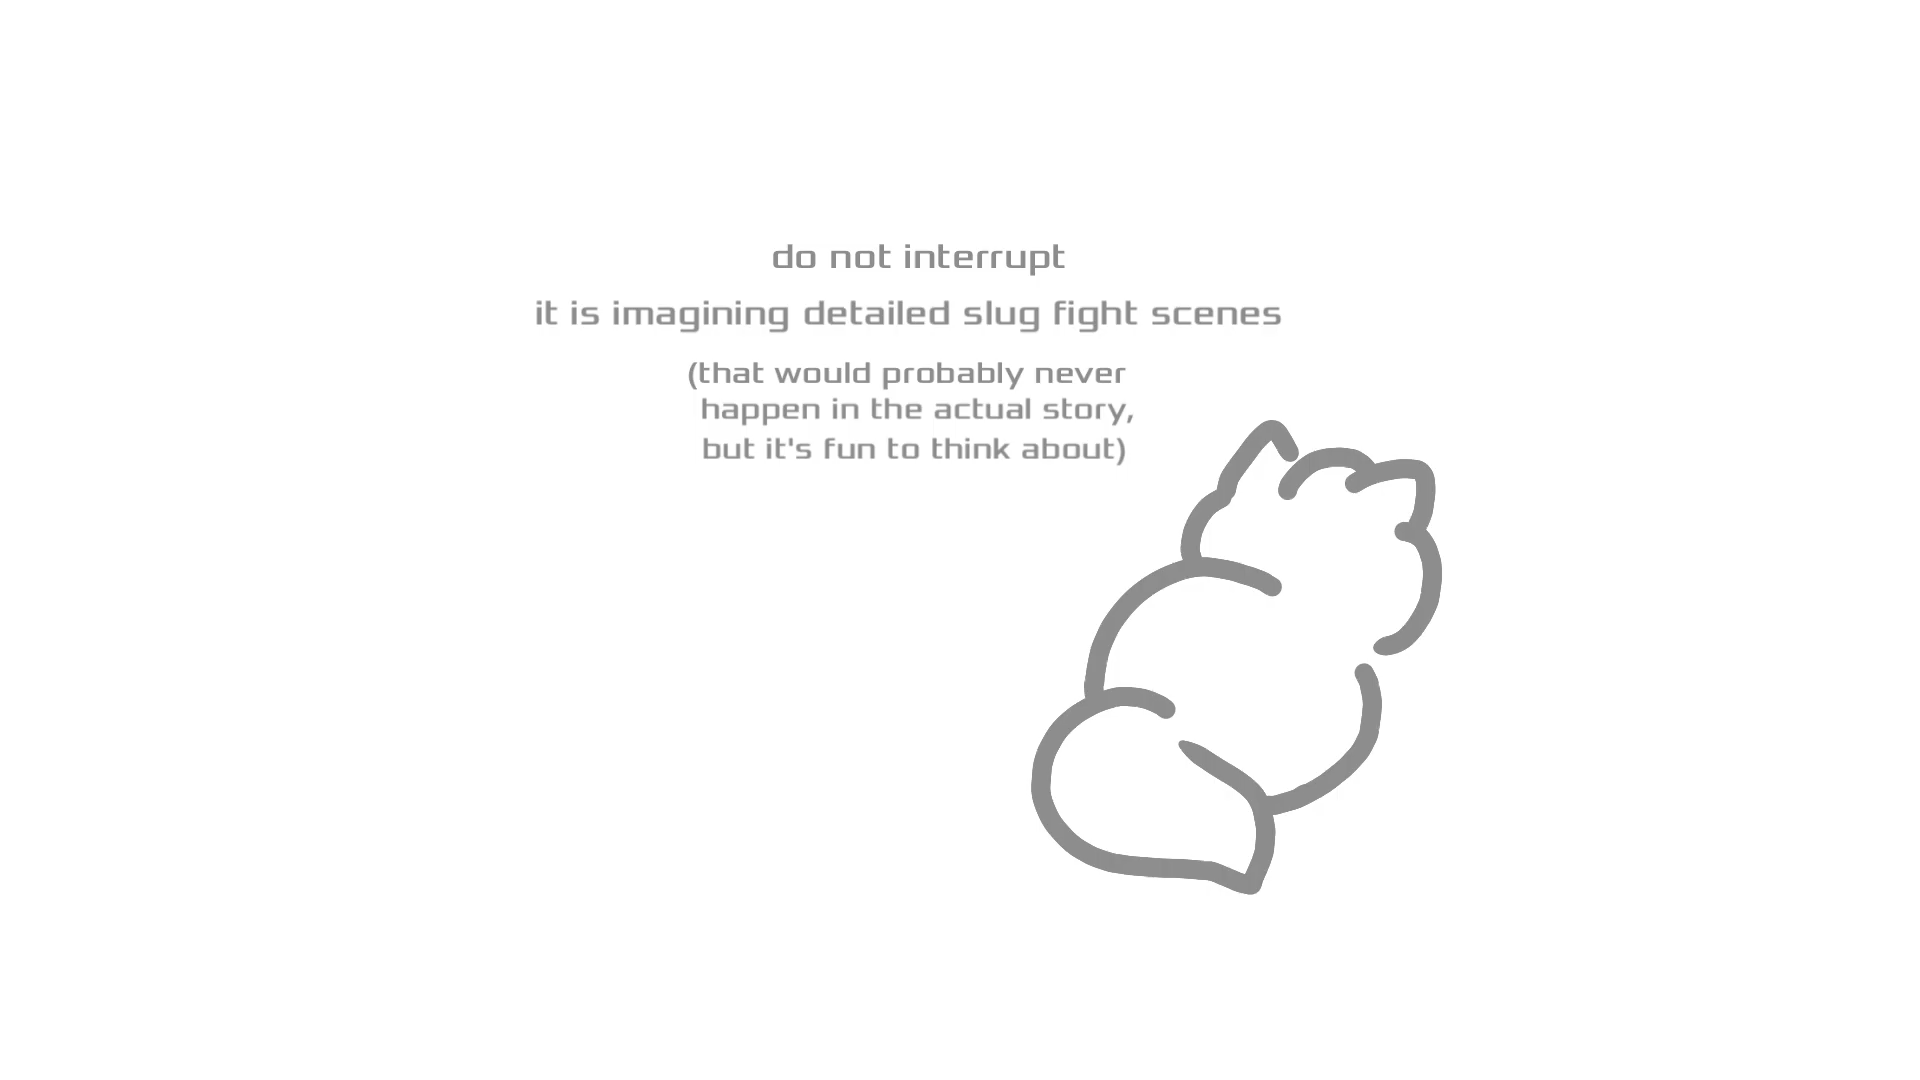 do not interrupt
it is imagining detailed slug fight scenes
(that would probably never
happen in the actual story,
but it's fun to think about)